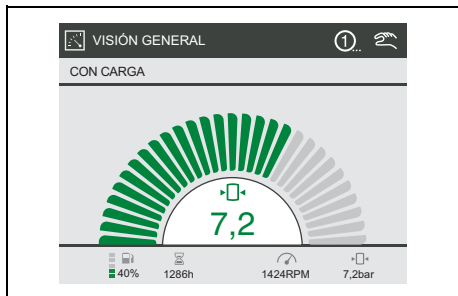 VISIÓN GENERAL
1...
CON CARGA
7,2
40%
1286h
1424RPM
7,2bar